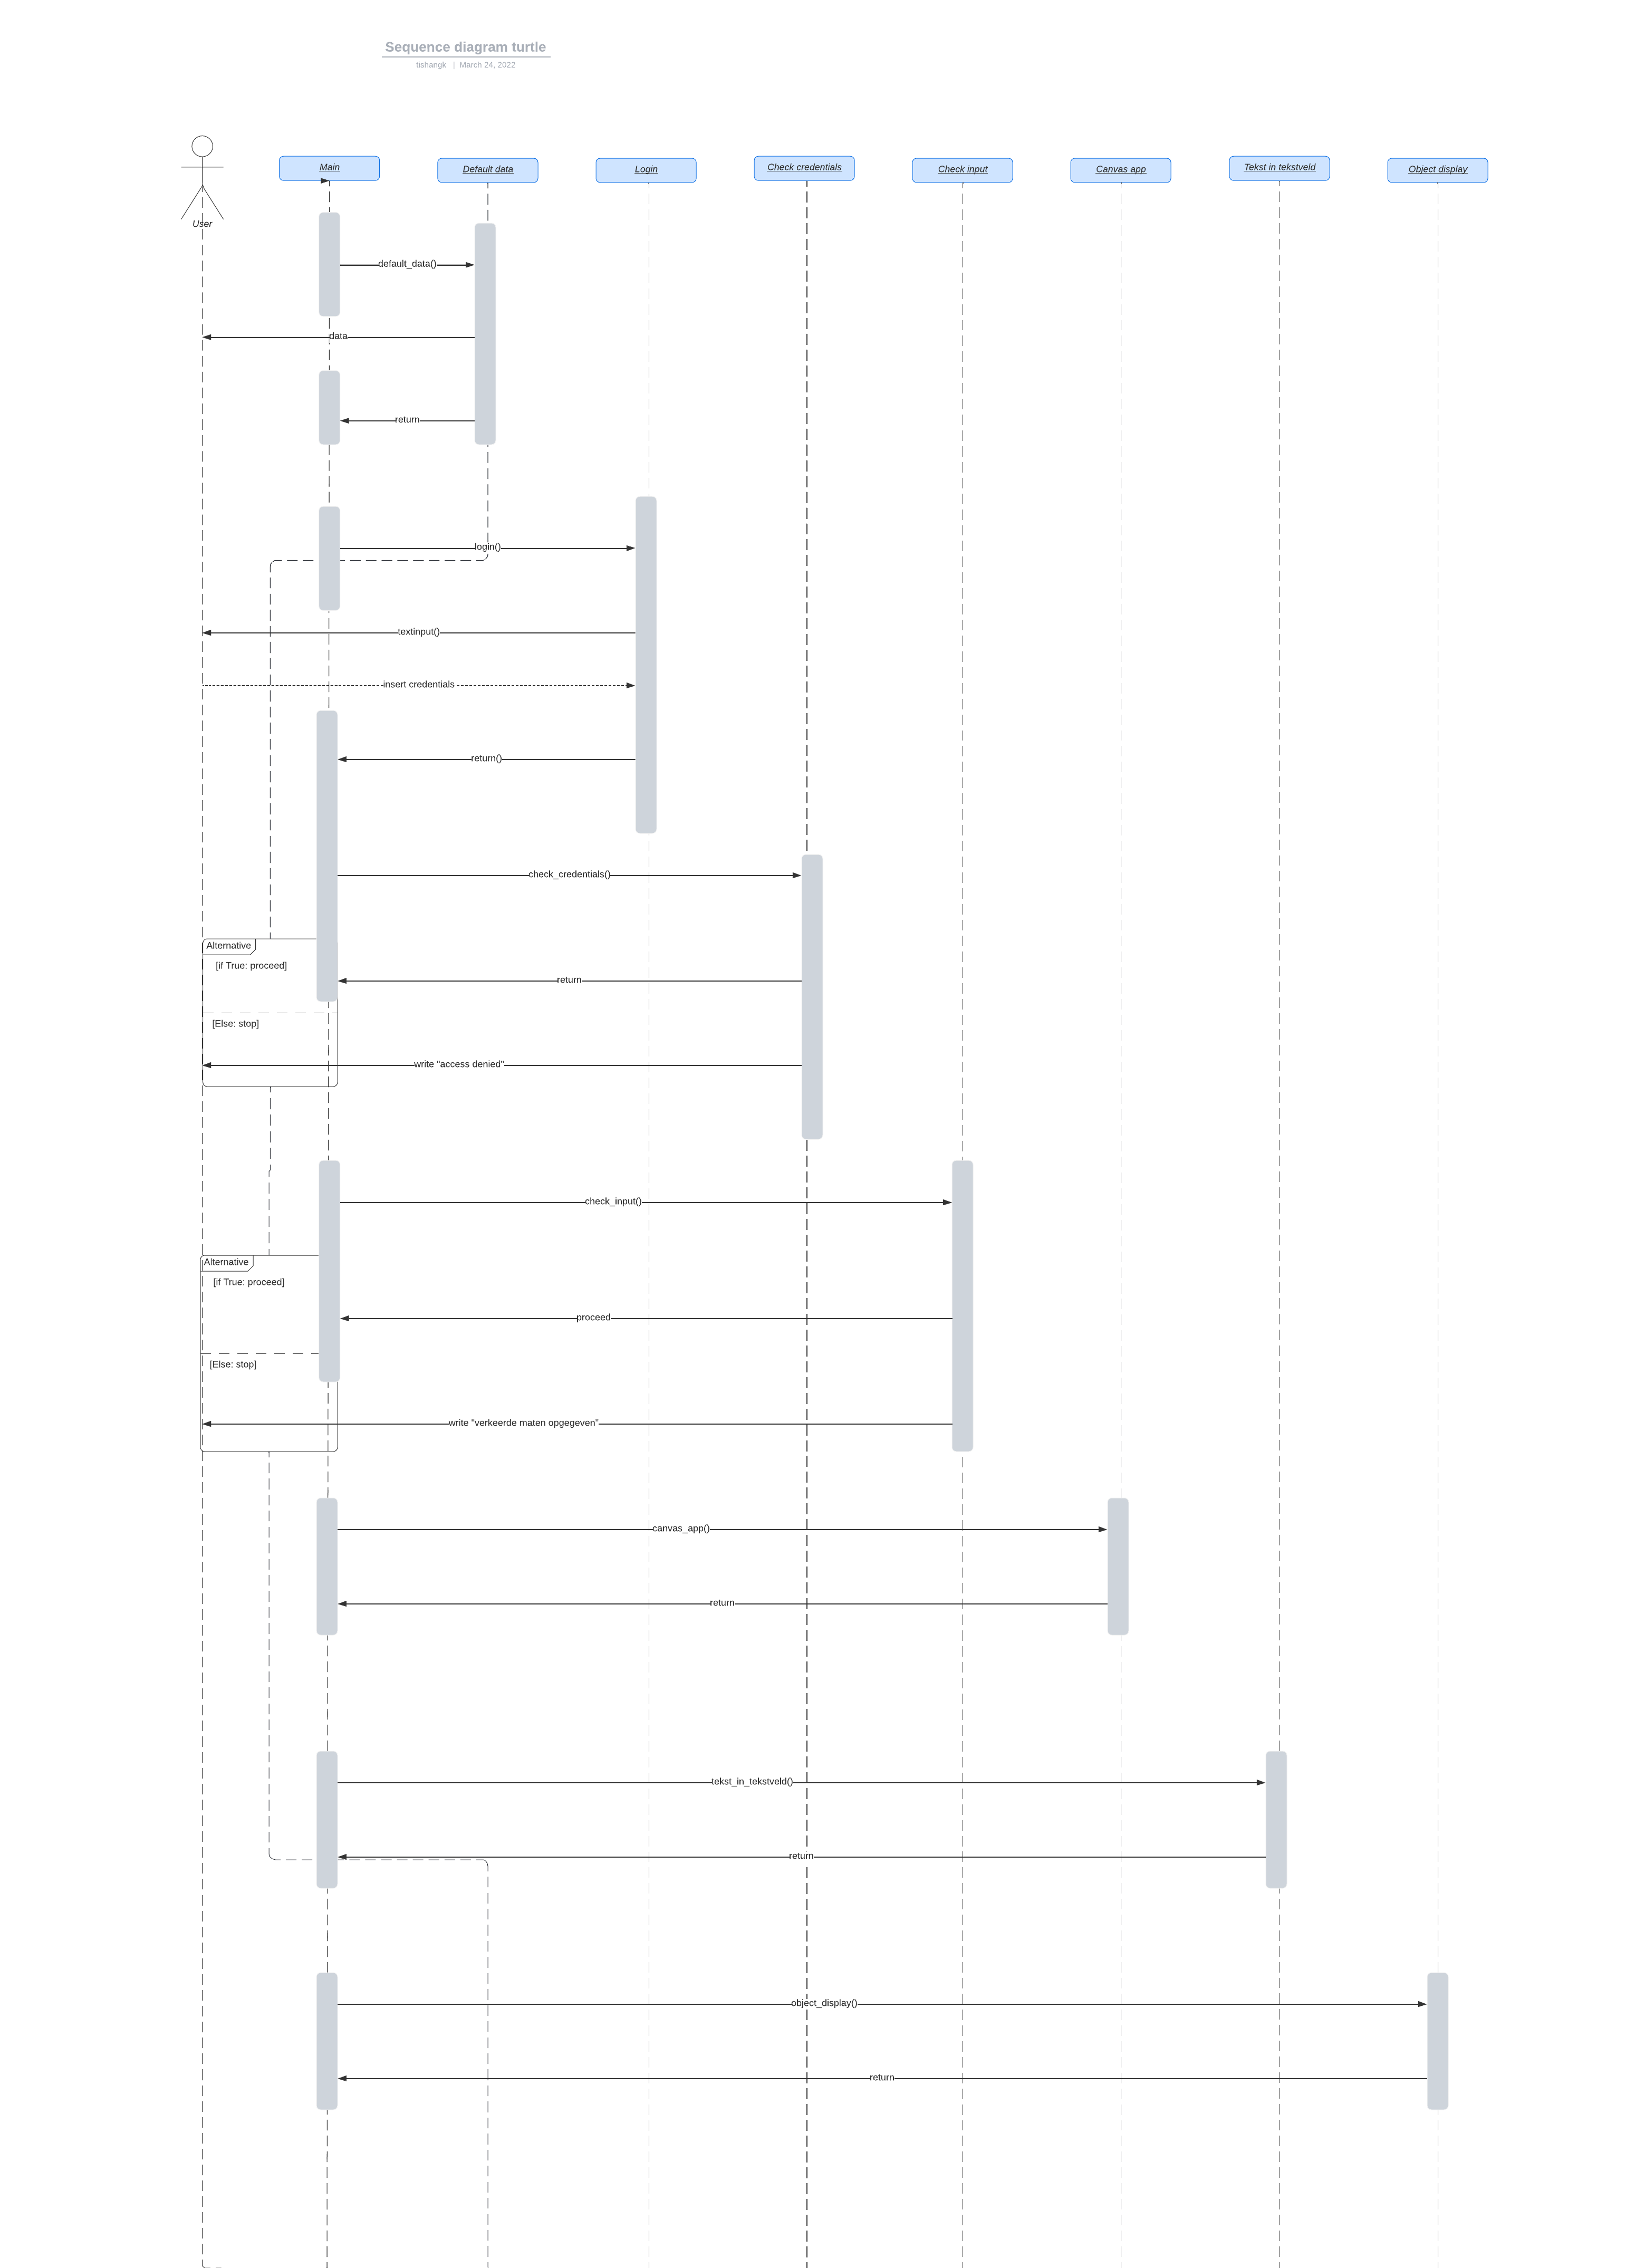 Sequence diagram turtle
tishangk | March 24, 2022
Main
Default data
Login
Check credentials
Check input
Canvas app
Tekst in tekstveld
Object display
User
default_data()
data
return
login()
textinput()
insert credentials
return()
check_credentials()
Alternative
[if True: proceed]
return
[Else: stop]
write "access denied"
check_input()
Alternative
[if True: proceed]
proceed
[Else: stop]
write "verkeerde maten opgegeven"
canvas_app()
return
tekst_in_tekstveld()
return
object_display()
return